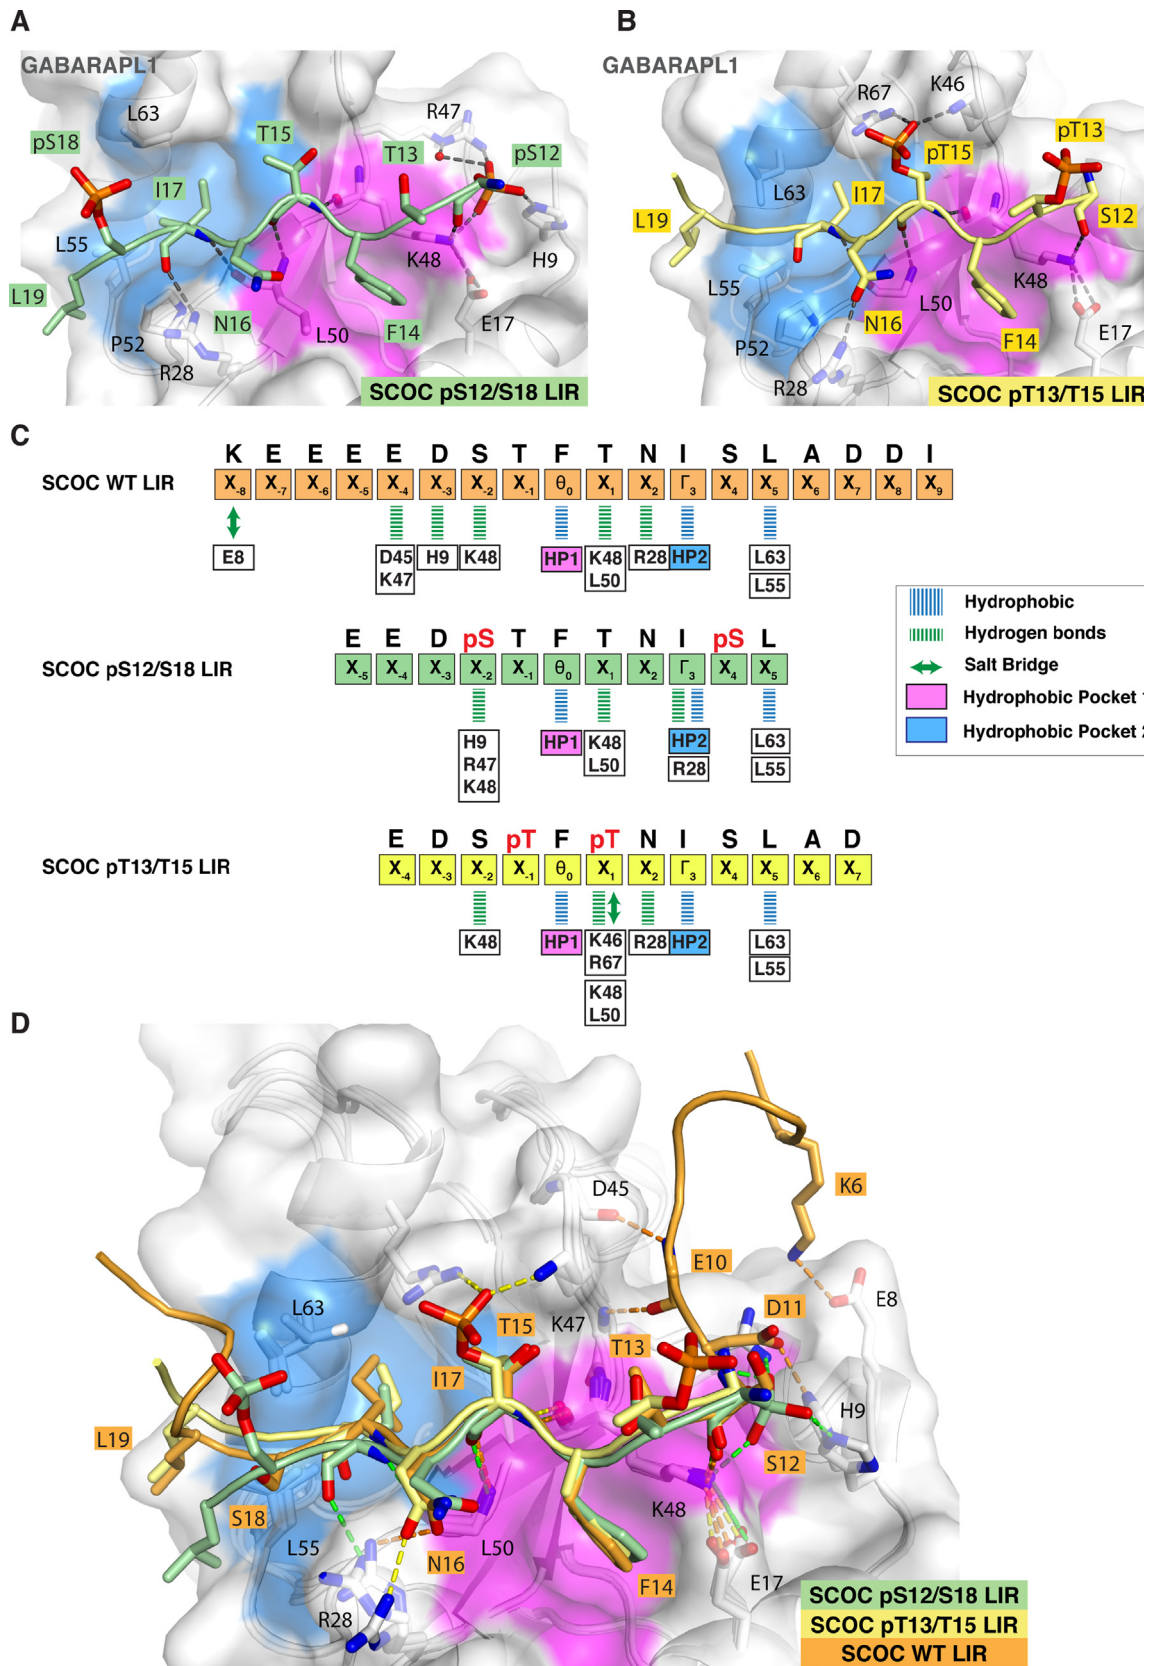 A
B
GABARAPL1
L63
R47
pS18
T15
T13
pS12
I17
L55
K48
H9
L19
N16
L50
F14
E17
P52
R28
SCOC pS12/S18 LIR
GABARAPL1
R67
K46
pT13
pT15
L63
I17
L19
S12
L55
K48
L50
N16
E17
P52
F14
R28
SCOC pT13/T15 LIR
C
K E E E E D S T F T N I S L A D D I
SCOC WT LIR
X-8 X-7 X-6 X-5 X-4 X-3 X-2 X-1 θ0 X1 X2 Γ3 X4 X5 X6 X7 X8 X9
E8 D45 H9 K48 HP1 K48 R28 HP2 L63
K47 L50 L55
E E D pS T F T N I pS L
SCOC pS12/S18 LIR
X-5 X-4 X-3 X-2 X-1 θ0 X1 X2 Γ3 X4 X5
H9 HP1 K48 HP2 L63
R47 L50 R28 L55
K48
E D S pT F pT N I S L A D
SCOC pT13/T15 LIR
X-4 X-3 X-2 X-1 θ0 X1 X2 Γ3 X4 X5 X6 X7
K48 HP1 K46 R28 HP2 L63
R67 L55
K48
L50
Hydrophobic
Hydrogen bonds
Salt Bridge
Hydrophobic Pocket
Hydrophobic Pocket
D
D45
K6
E10
E8
L63
T15
K47
D11
T13
I17
H9
L19
S12
S18
K48
L55
N16
L50
F14
E17
R28
SCOC pS12/S18 LIR
SCOC pT13/T15 LIR
SCOC WT LIR